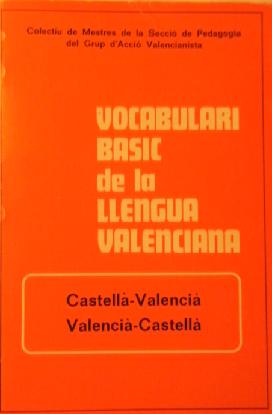 Colectiu de Mestres de la Secció de Pedagogia
del Grup d'Acció Valencianista
VOCABULARI
BASIC
de la
LLENGUA
VALENCIANA
Castellà-Valencià
Valencià-Castellà